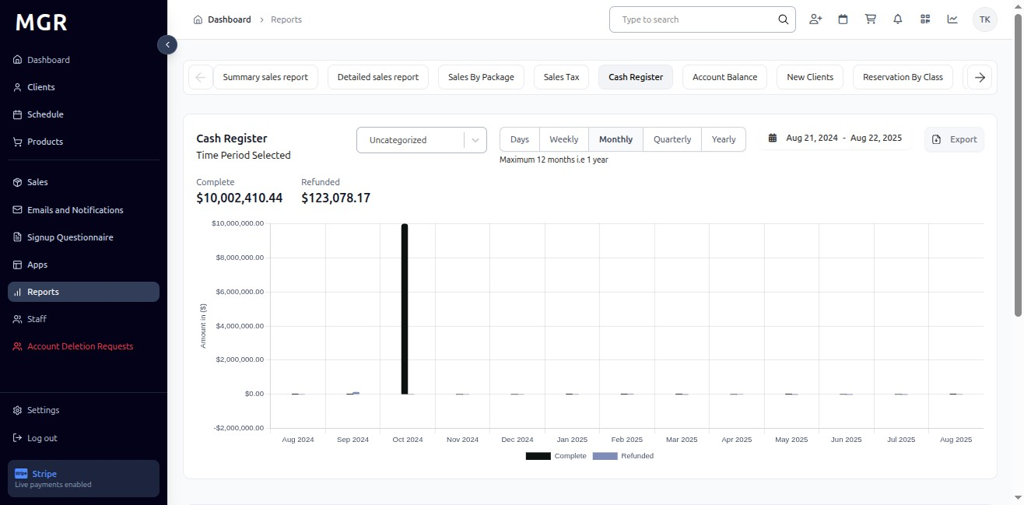 MGR
Dashboard
Clients
Schedule
Products
Sales
Emails and Notifications
Signup Questionnaire
Apps
Reports
Staff
Account Deletion Requests
Settings
Log out
stripe Stripe
Live payments enabled
Dashboard > Reports
Type to search
TK
Summary sales report Detailed sales report Sales By Package Sales Tax Cash Register Account Balance New Clients Reservation By Class
Cash Register
Time Period Selected
Uncategorized
Days Weekly Monthly Quarterly Yearly
Maximum 12 months i.e 1 year
Aug 21, 2024 - Aug 22, 2025
Export
Complete Refunded
$10,002,410.44 $123,078.17
Amount in ($)
$10,000,000.00
$8,000,000.00
$6,000,000.00
$4,000,000.00
$2,000,000.00
$0.00
-$2,000,000.00
Aug 2024 Sep 2024 Oct 2024 Nov 2024 Dec 2024 Jan 2025 Feb 2025 Mar 2025 Apr 2025 May 2025 Jun 2025 Jul 2025 Aug 2025
Complete Refunded